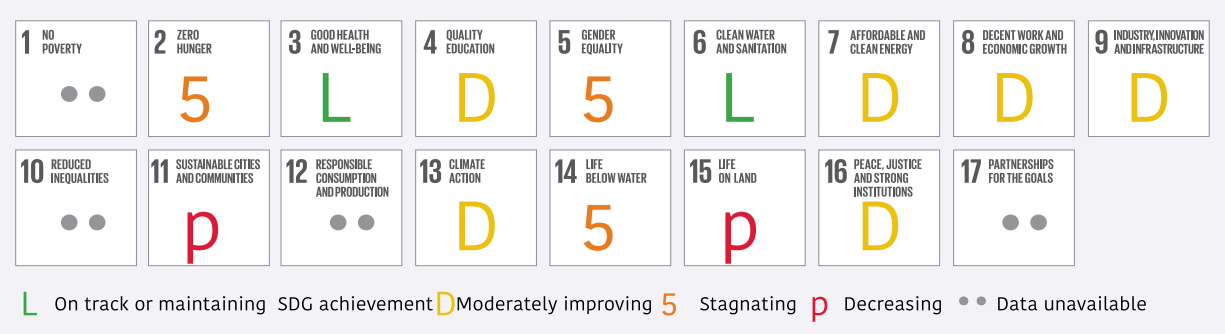 1 NO
POVERTY
2 ZERO
HUNGER
5
3 GOOD HEALTH
AND WELL-BEING
L
4 QUALITY
EDUCATION
D
5 GENDER
EQUALITY
5
6 CLEAN WATER
AND SANITATION
L
7 AFFORDABLE AND
CLEAN ENERGY
D
8 DECENT WORK AND
ECONOMIC GROWTH
D
9 INDUSTRY, INNOVATION
AND INFRASTRUCTURE
D
10 REDUCED
INEQUALITIES
11 SUSTAINABLE CITIES
AND COMMUNITIES
p
12 RESPONSIBLE
CONSUMPTION
AND PRODUCTION
13 CLIMATE
ACTION
D
14 LIFE
BELOW WATER
5
15 LIFE
ON LAND
p
16 PEACE, JUSTICE
AND STRONG
INSTITUTIONS
D
17 PARTNERSHIPS
FOR THE GOALS
L On track or maintaining SDG achievement D Moderately improving 5 Stagnating p Decreasing •• Data unavailable